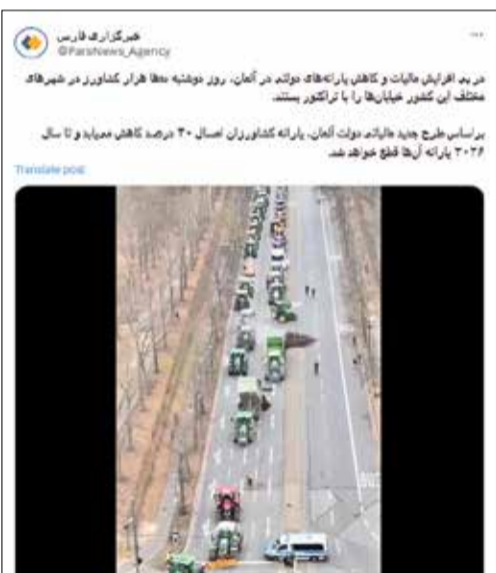 خبرگزاری فارس
@FarsNews_Agency
در پی افزایش مالیات و کاهش یارانه‌های دولتی در آلمان، روز دوشنبه ده‌ها هزار کشاورز در شهرهای
مختلف این کشور خیابان‌ها را با تراکتور بستند.
بر اساس طرح جدید مالیاتی دولت آلمان، یارانه کشاورزان امسال ۴۰ درصد کاهش می‌یابد و تا سال
۲۰۲۶ یارانه آن‌ها قطع خواهد شد.
Translate post